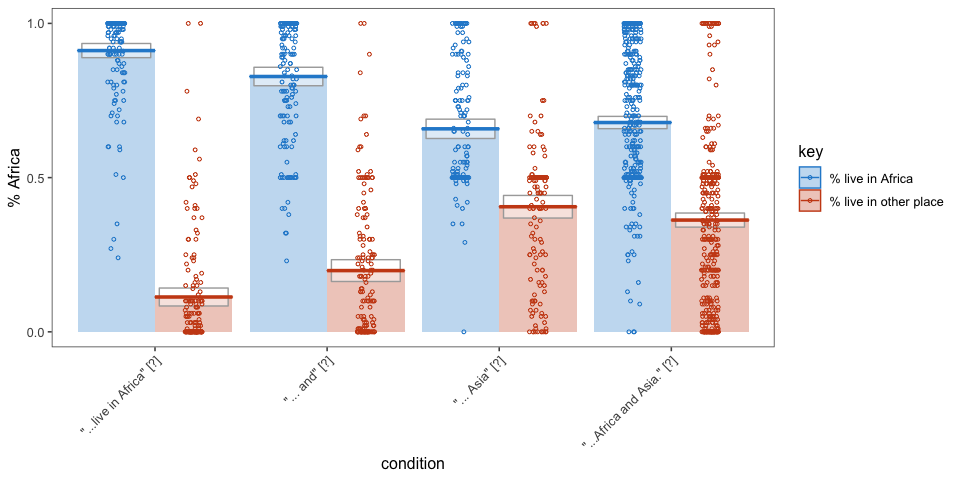 1.0
0.5
0.0
% Africa
"...live in Africa" [?]
"... and" [?]
"... Asia" [?]
"...Africa and Asia." [?]
condition
key
% live in Africa
% live in other place